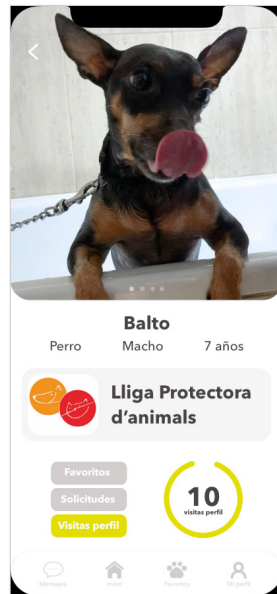 Balto
Perro Macho 7 años
Lliga Protectora
d'animals
Favoritos
Solicitudes
Visitas perfil
10
visitas perfil
Mensajes Inicio Favoritos Mi perfil